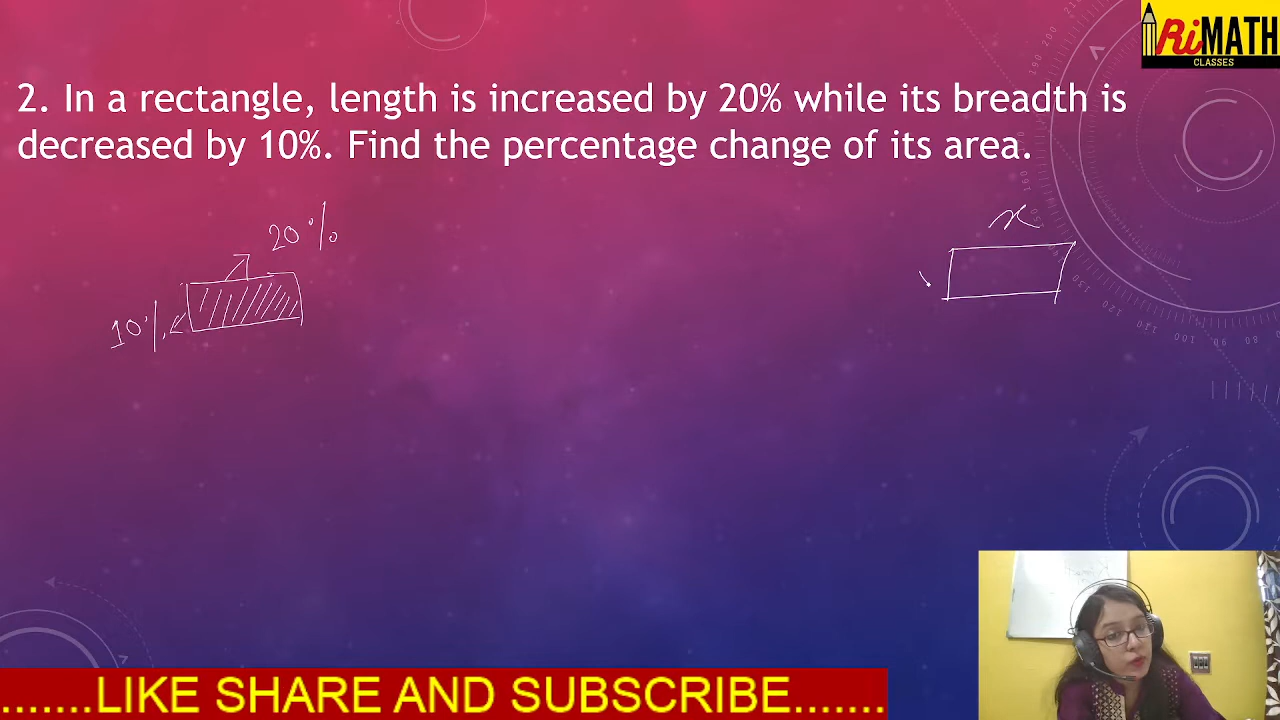 RiMATH
CLASSES
2. In a rectangle, length is increased by 20% while its breadth is
decreased by 10%. Find the percentage change of its area.
20%
x
10%
.......LIKE SHARE AND SUBSCRIBE.......